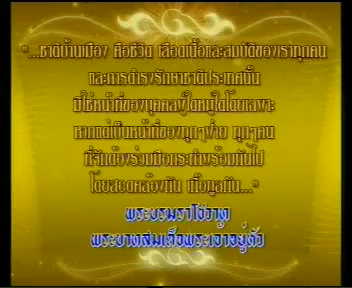 "...ชาติบ้านเมือง คือชีวิต เลือดเนื้อและสมบัติของเราทุกคน
และการดำรงรักษาชาติประเทศนั้น
มิใช่หน้าที่ของบุคคลผู้ใดหมู่ใดโดยเฉพาะ
หากแต่เป็นหน้าที่ของทุกๆฝ่าย ทุกๆคน
ที่จักต้องร่วมมือกระทำพร้อมกันไป
โดยสอดคล้องกัน เกื้อกูลกัน..."
พระบรมราโชวาท
พระบาทสมเด็จพระเจ้าอยู่หัว